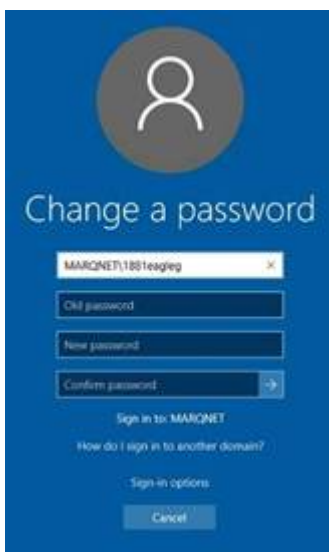 Change a password
MARQNET\1881eagleg
Old password
New password
Confirm password
Sign in to: MARQNET
How do I sign in to another domain?
Sign-in options
Cancel